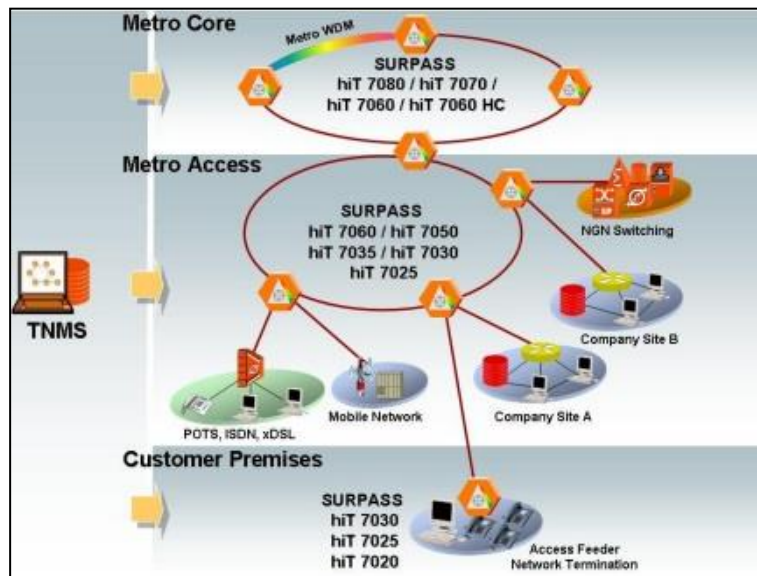 Metro Core
Metro WDM
SURPASS
hiT 7080 / hiT 7070 /
hiT 7060 / hiT 7060 HC
Metro Access
SURPASS
hiT 7060 / hiT 7050
hiT 7035 / hiT 7030
hiT 7025
NGN Switching
TNMS
Company Site B
POTS, ISDN, xDSL
Mobile Network
Company Site A
Customer Premises
SURPASS
hiT 7030
hiT 7025
hiT 7020
Access Feeder
Network Termination